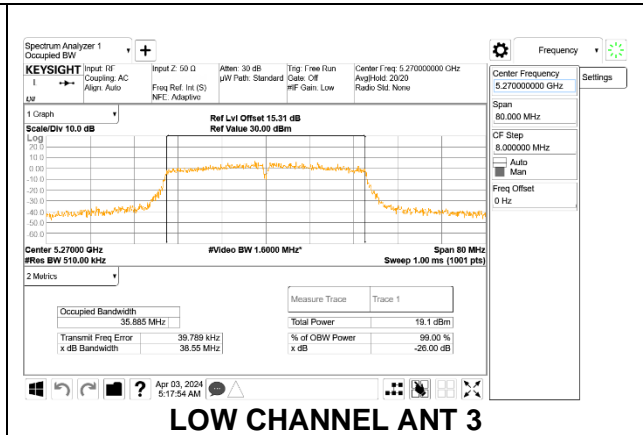 Spectrum Analyzer 1
Occupied BW
Frequency
KEYSIGHT
Input: RF
Coupling: AC
Align: Auto
Input Z: 50 Ω
Freq Ref: Int (S)
NFE: Adaptive
Atten: 30 dB
µW Path: Standard
Trig: Free Run
Gate: Off
#IF Gain: Low
Center Freq: 5.270000000 GHz
Avg|Hold: 20/20
Radio Std: None
Center Frequency
5.270000000 GHz
Settings
Span
80.000 MHz
CF Step
8.000000 MHz
Auto
Man
Freq Offset
0 Hz
1 Graph
Scale/Div 10.0 dB
Ref Lvl Offset 15.31 dB
Ref Value 30.00 dBm
Log
20.0
10.0
0.00
-10.0
-20.0
-30.0
-40.0
-50.0
-60.0
Center 5.27000 GHz
#Res BW 510.00 kHz
#Video BW 1.6000 MHz*
Span 80 MHz
Sweep 1.00 ms (1001 pts)
2 Metrics
Measure Trace
Trace 1
Occupied Bandwidth
35.885 MHz
Total Power
19.1 dBm
Transmit Freq Error
39.789 kHz
% of OBW Power
99.00 %
x dB Bandwidth
38.55 MHz
x dB
-26.00 dB
Apr 03, 2024
5:17:54 AM
LOW CHANNEL ANT 3